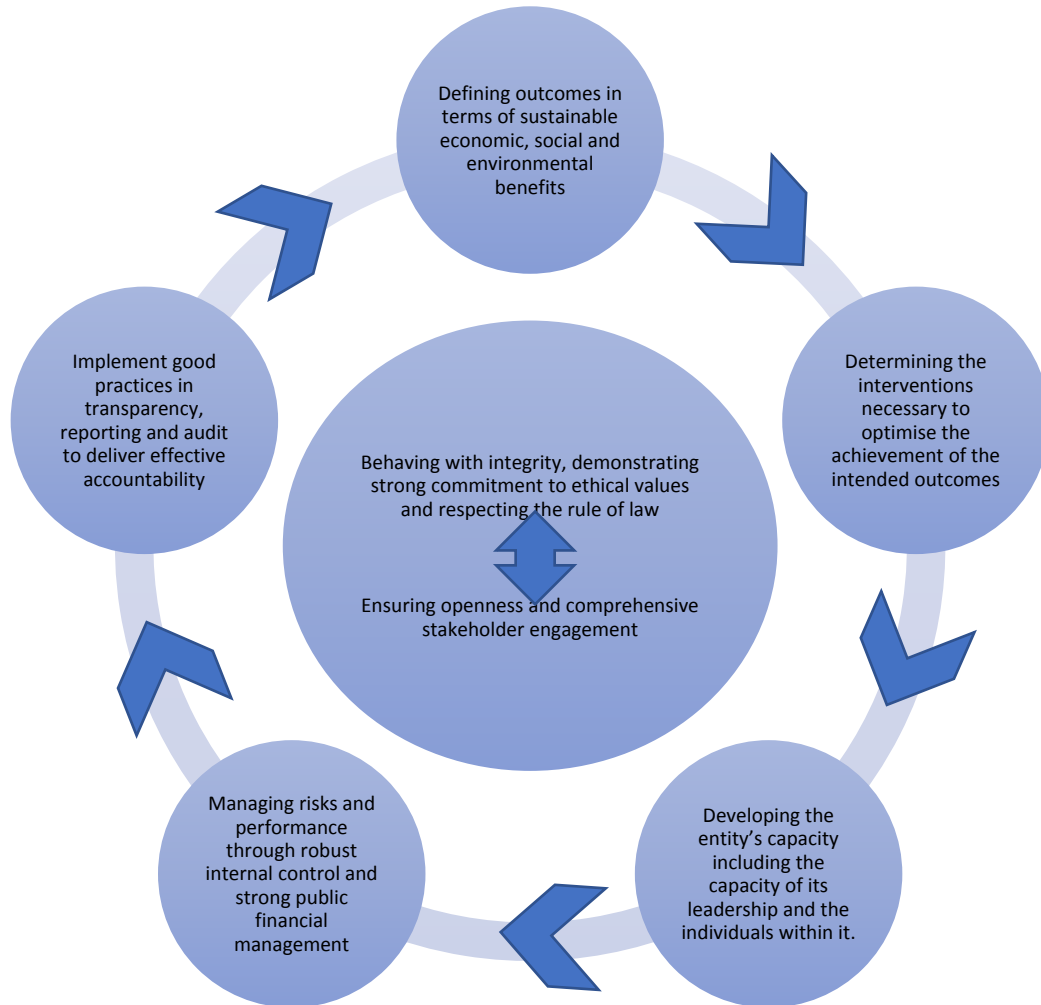 Defining outcomes in
terms of sustainable
economic, social and
environmental
benefits
Implement good
practices in
transparency,
reporting and audit
to deliver effective
accountability
Determining the
interventions
necessary to
optimise the
achievement of the
intended outcomes
Behaving with integrity, demonstrating
strong commitment to ethical values
and respecting the rule of law
Ensuring openness and comprehensive
stakeholder engagement
Managing risks and
performance
through robust
internal control and
strong public
financial
management
Developing the
entity’s capacity
including the
capacity of its
leadership and the
individuals within it.